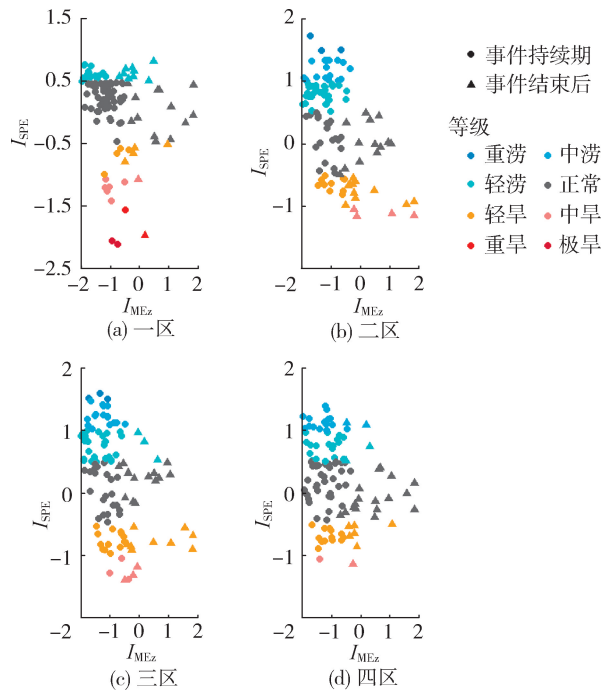 1.5
0.5
−0.5
−1.5
−2.5
I_SPE
−2 −1 0 1 2
I_MEz
(a) 一区
2
1
0
−1
−2
I_SPE
−2 −1 0 1 2
I_MEz
(b) 二区
事件持续期
事件结束后
等级
重涝 中涝
轻涝 正常
轻旱 中旱
重旱 极旱
2
1
0
−1
−2
I_SPE
−2 −1 0 1 2
I_MEz
(c) 三区
2
1
0
−1
−2
I_SPE
−2 −1 0 1 2
I_MEz
(d) 四区